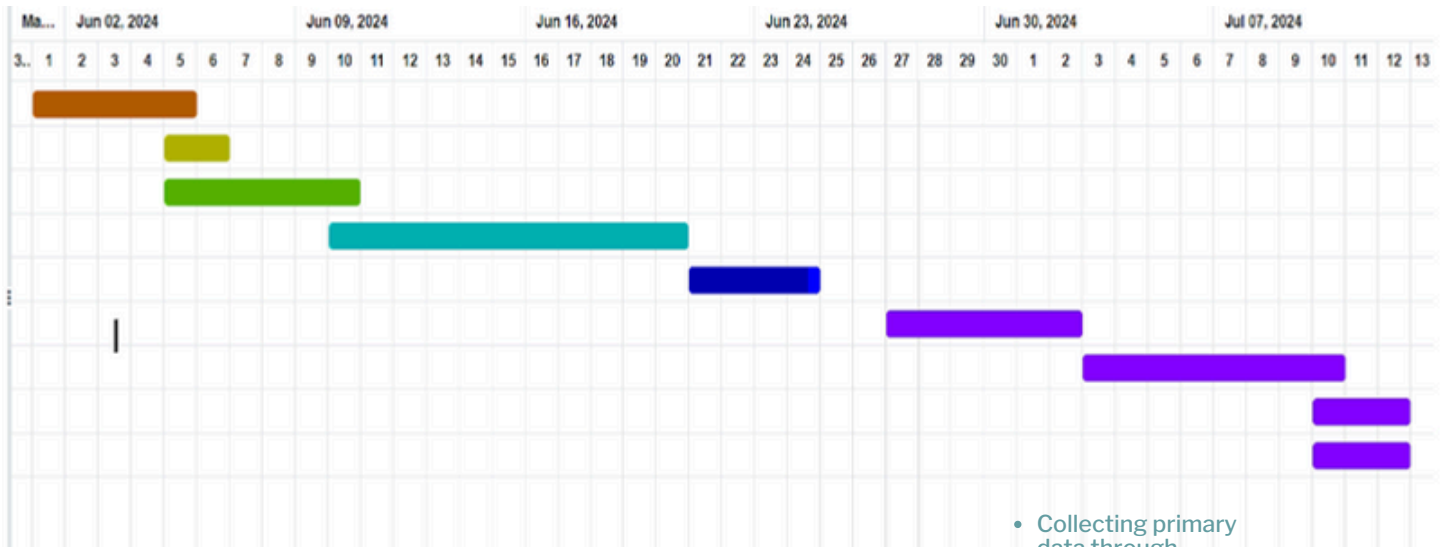 Ma... Jun 02, 2024 Jun 09, 2024 Jun 16, 2024 Jun 23, 2024 Jun 30, 2024 Jul 07, 2024
3.. 1 2 3 4 5 6 7 8 9 10 11 12 13 14 15 16 17 18 19 20 21 22 23 24 25 26 27 28 29 30 1 2 3 4 5 6 7 8 9 10 11 12 13
• Collecting primary
data through